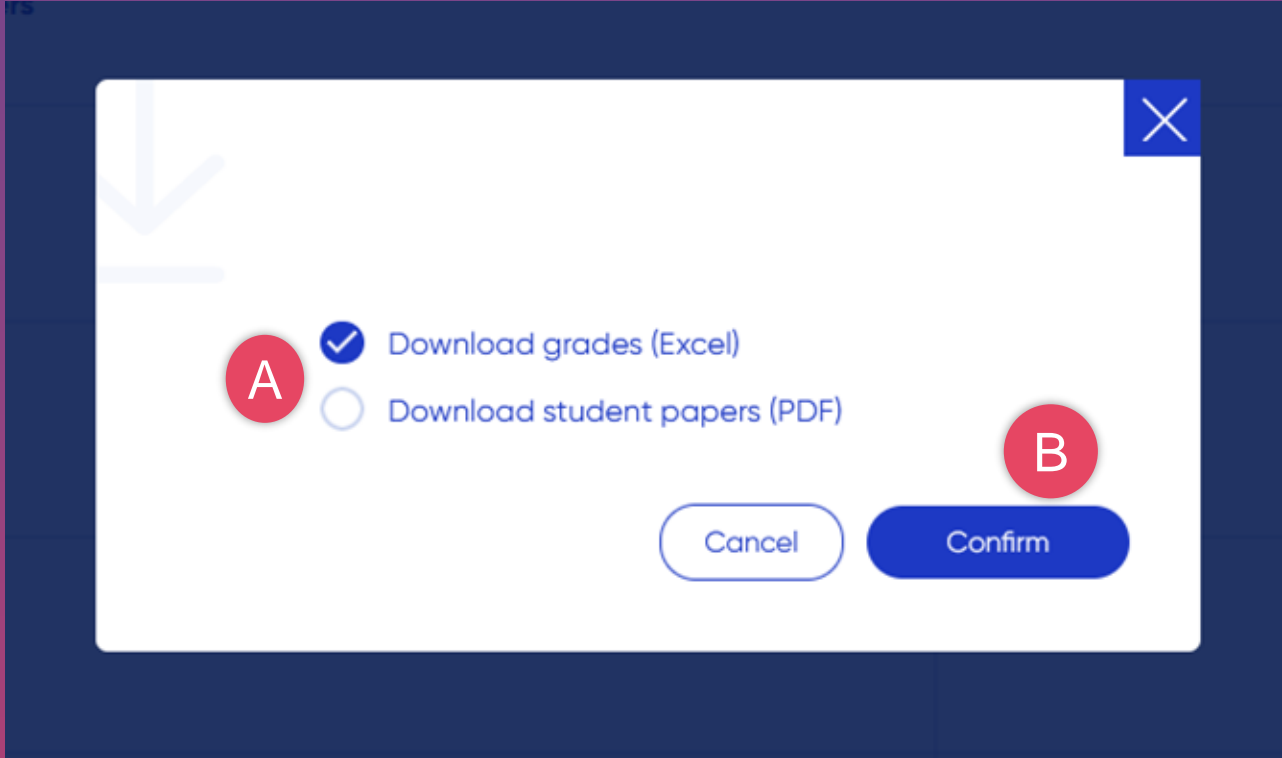 Download grades (Excel)
A
Download student papers (PDF)
B
Cancel
Confirm